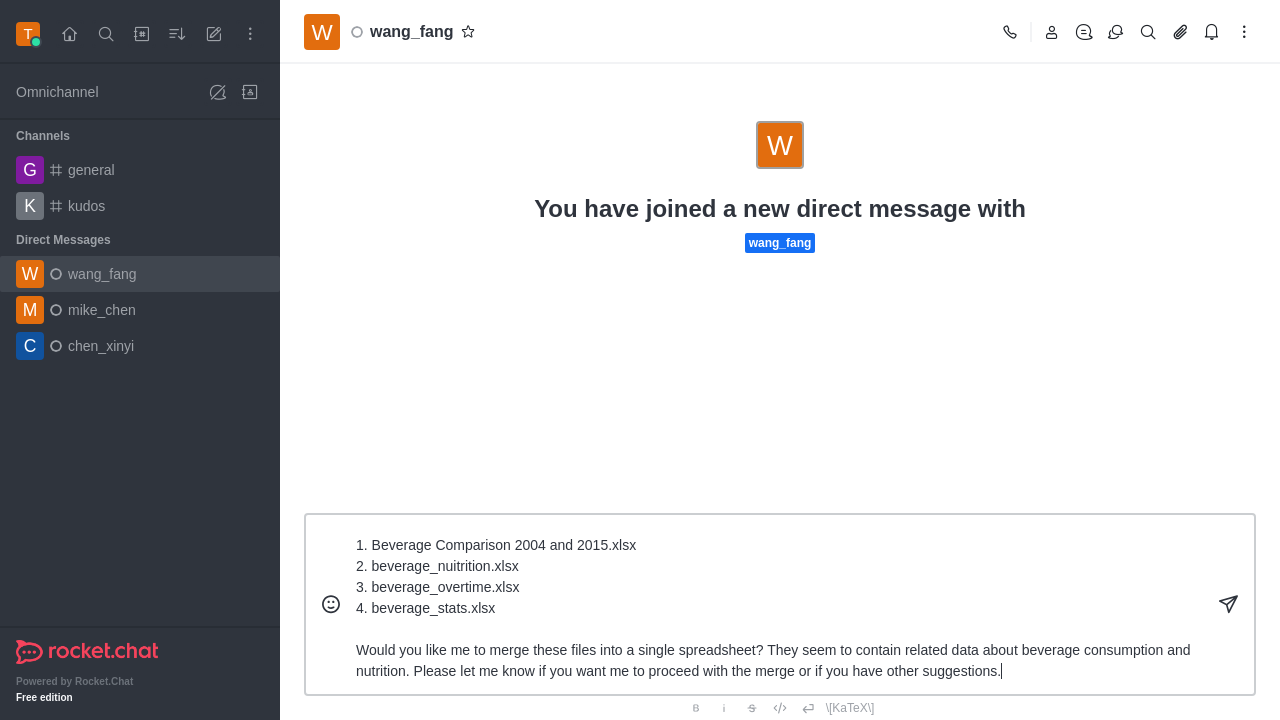 T
Omnichannel
Channels
G general
K kudos
Direct Messages
W wang_fang
M mike_chen
C chen_xinyi
rocket.chat
Powered by Rocket.Chat
Free edition
W wang_fang
W
You have joined a new direct message with
wang_fang
1. Beverage Comparison 2004 and 2015.xlsx
2. beverage_nuitrition.xlsx
3. beverage_overtime.xlsx
4. beverage_stats.xlsx
Would you like me to merge these files into a single spreadsheet? They seem to contain related data about beverage consumption and
nutrition. Please let me know if you want me to proceed with the merge or if you have other suggestions.
B i S \[KaTeX\]